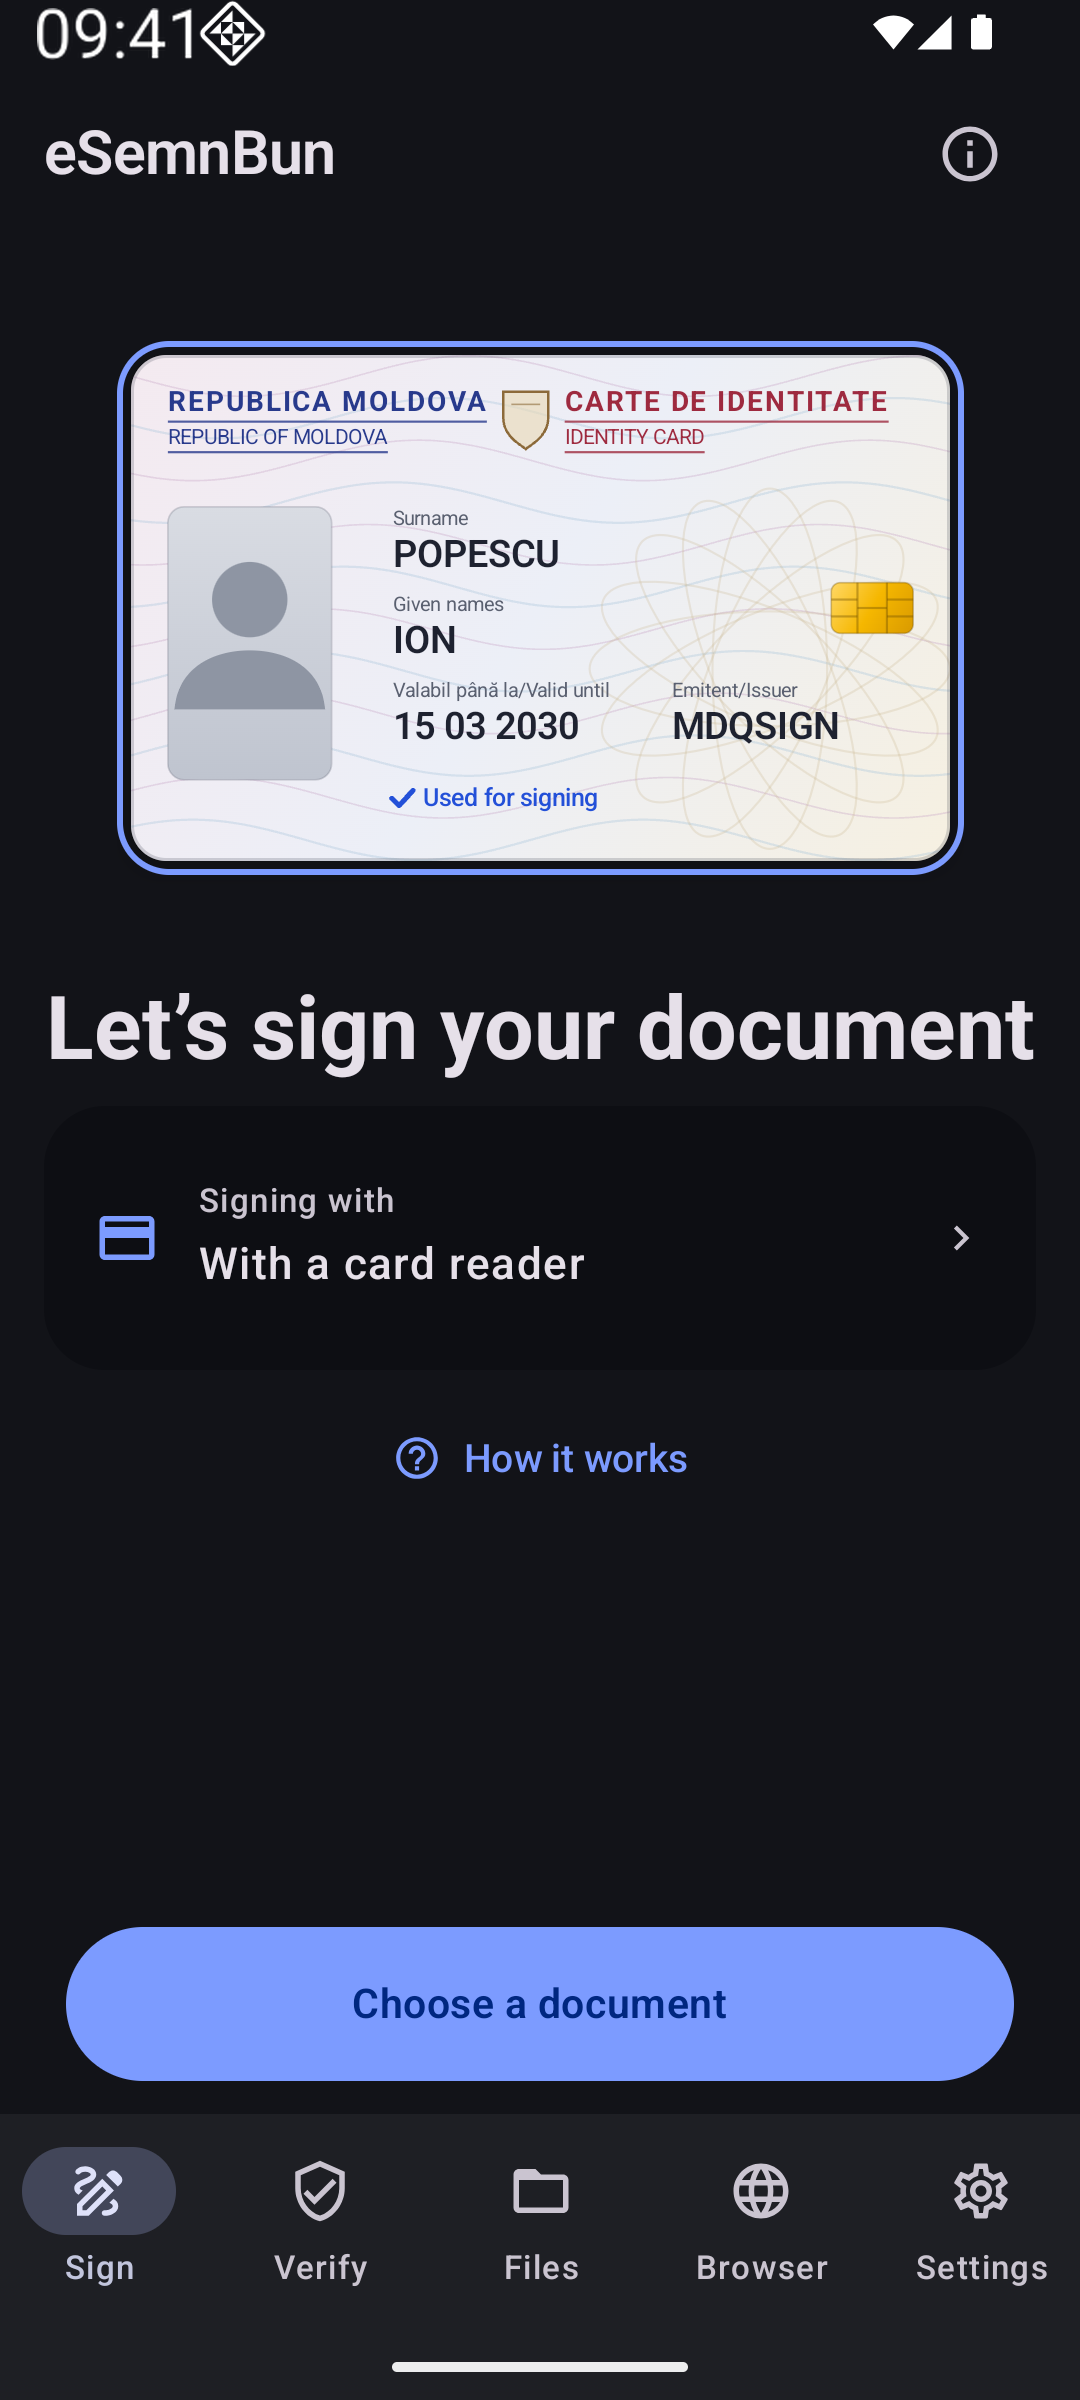 09:41
eSemnBun
REPUBLICA MOLDOVA
REPUBLIC OF MOLDOVA
CARTE DE IDENTITATE
IDENTITY CARD
Surname
POPESCU
Given names
ION
Valabil până la/Valid until
15 03 2030
Emitent/Issuer
MDQSIGN
Used for signing
Let’s sign your document
Signing with
With a card reader
How it works
Choose a document
Sign
Verify
Files
Browser
Settings